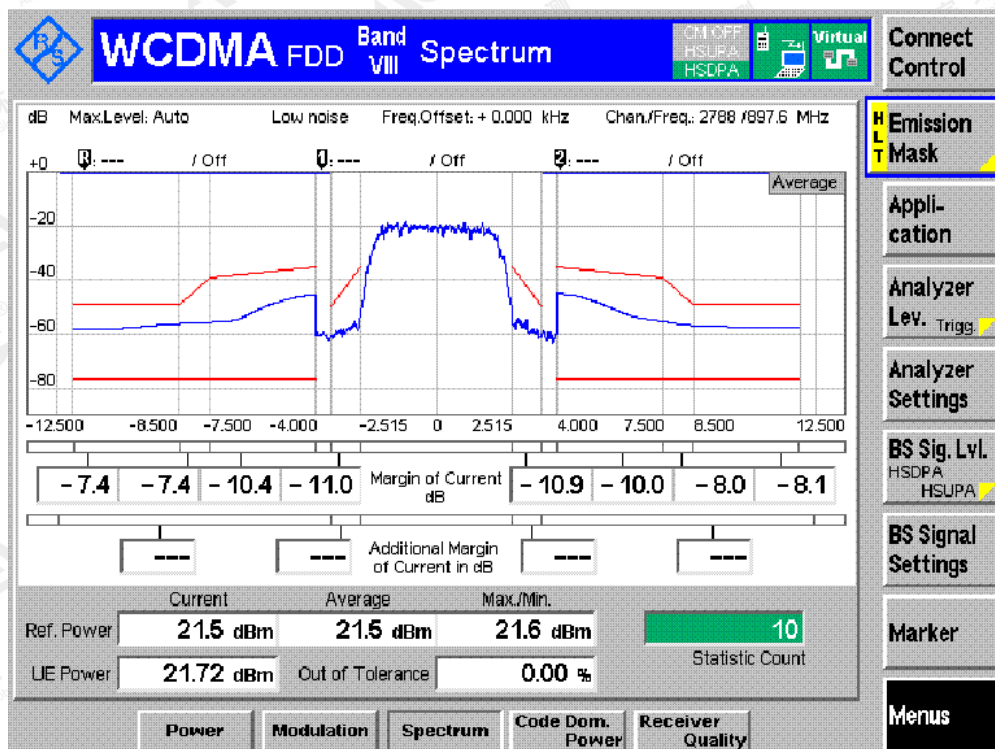 R&S
WCDMA FDD Band VIII Spectrum
CM OFF
HSUPA
HSDPA
Virtual
Connect
Control
dB Max.Level: Auto Low noise Freq.Offset: + 0.000 kHz Chan./Freq.: 2788 /897.6 MHz
HLT
Emission
Mask
+0 R: --- / Off 1: --- / Off 2: --- / Off
Average
-20
-40
-60
-80
-12.500 -8.500 -7.500 -4.000 -2.515 0 2.515 4.000 7.500 8.500 12.500
Appli-
cation
Analyzer
Lev. Trigg.
Analyzer
Settings
BS Sig. Lvl.
HSDPA
HSUPA
BS Signal
Settings
Marker
Menus
- 7.4 - 7.4 - 10.4 - 11.0 Margin of Current dB - 10.9 - 10.0 - 8.0 - 8.1
--- --- Additional Margin --- ---
of Current in dB
Current Average Max./Min.
Ref. Power 21.5 dBm 21.5 dBm 21.6 dBm 10
Statistic Count
UE Power 21.72 dBm Out of Tolerance 0.00 %
Power Modulation Spectrum Code Dom. Power Receiver Quality